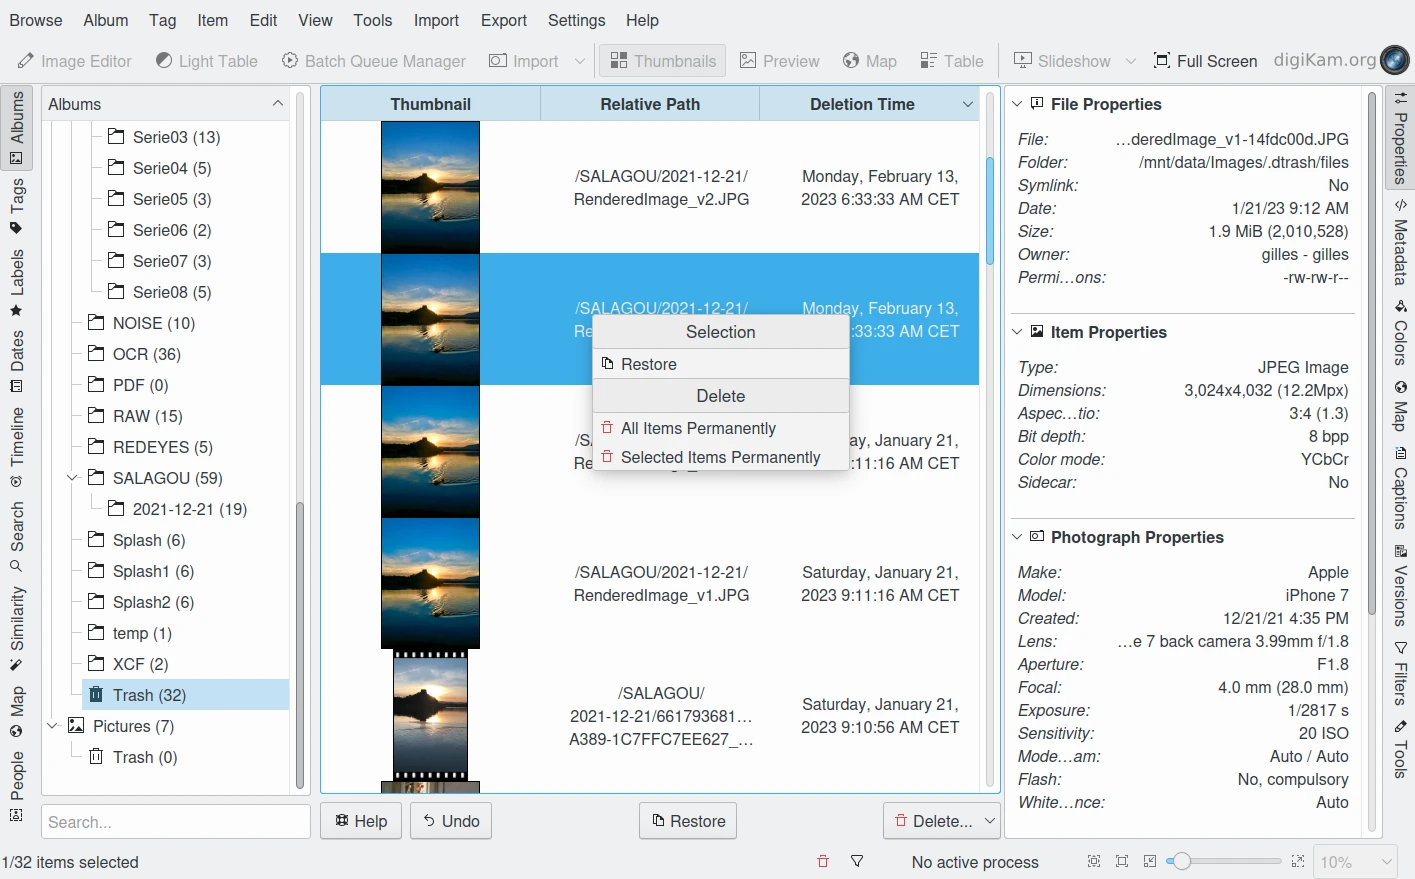 Browse Album Tag Item Edit View Tools Import Export Settings Help
Image Editor Light Table Batch Queue Manager Import Thumbnails Preview Map Table Slideshow Full Screen digiKam.org
Albums
Tags
Labels
Dates
Timeline
Search
Similarity
Map
People
Albums
Serie03 (13)
Serie04 (5)
Serie05 (3)
Serie06 (2)
Serie07 (3)
Serie08 (5)
NOISE (10)
OCR (36)
PDF (0)
RAW (15)
REDEYES (5)
SALAGOU (59)
2021-12-21 (19)
Splash (6)
Splash1 (6)
Splash2 (6)
temp (1)
XCF (2)
Trash (32)
Pictures (7)
Trash (0)
Search...
Thumbnail Relative Path Deletion Time
/SALAGOU/2021-12-21/ Monday, February 13,
RenderedImage_v2.JPG 2023 6:33:33 AM CET
/SALAGOU/2021-12-21/ Monday, February 13,
Re :33:33 AM CET
Selection
Restore
Delete
All Items Permanently
Selected Items Permanently
/S ay, January 21,
Re :11:16 AM CET
/SALAGOU/2021-12-21/ Saturday, January 21,
RenderedImage_v1.JPG 2023 9:11:16 AM CET
/SALAGOU/
2021-12-21/661793681...
A389-1C7FFC7EE627_...
Saturday, January 21,
2023 9:10:56 AM CET
Help Undo Restore Delete...
File Properties
File: ...deredImage_v1-14fdc00d.JPG
Folder: /mnt/data/Images/.dtrash/files
Symlink: No
Date: 1/21/23 9:12 AM
Size: 1.9 MiB (2,010,528)
Owner: gilles - gilles
Permi...ons: -rw-rw-r--
Item Properties
Type: JPEG Image
Dimensions: 3,024x4,032 (12.2Mpx)
Aspec...tio: 3:4 (1.3)
Bit depth: 8 bpp
Color mode: YCbCr
Sidecar: No
Photograph Properties
Make: Apple
Model: iPhone 7
Created: 12/21/21 4:35 PM
Lens: ...e 7 back camera 3.99mm f/1.8
Aperture: F1.8
Focal: 4.0 mm (28.0 mm)
Exposure: 1/2817 s
Sensitivity: 20 ISO
Mode...am: Auto / Auto
Flash: No, compulsory
White...nce: Auto
Properties
Metadata
Colors
Map
Captions
Versions
Filters
Tools
1/32 items selected No active process 10%